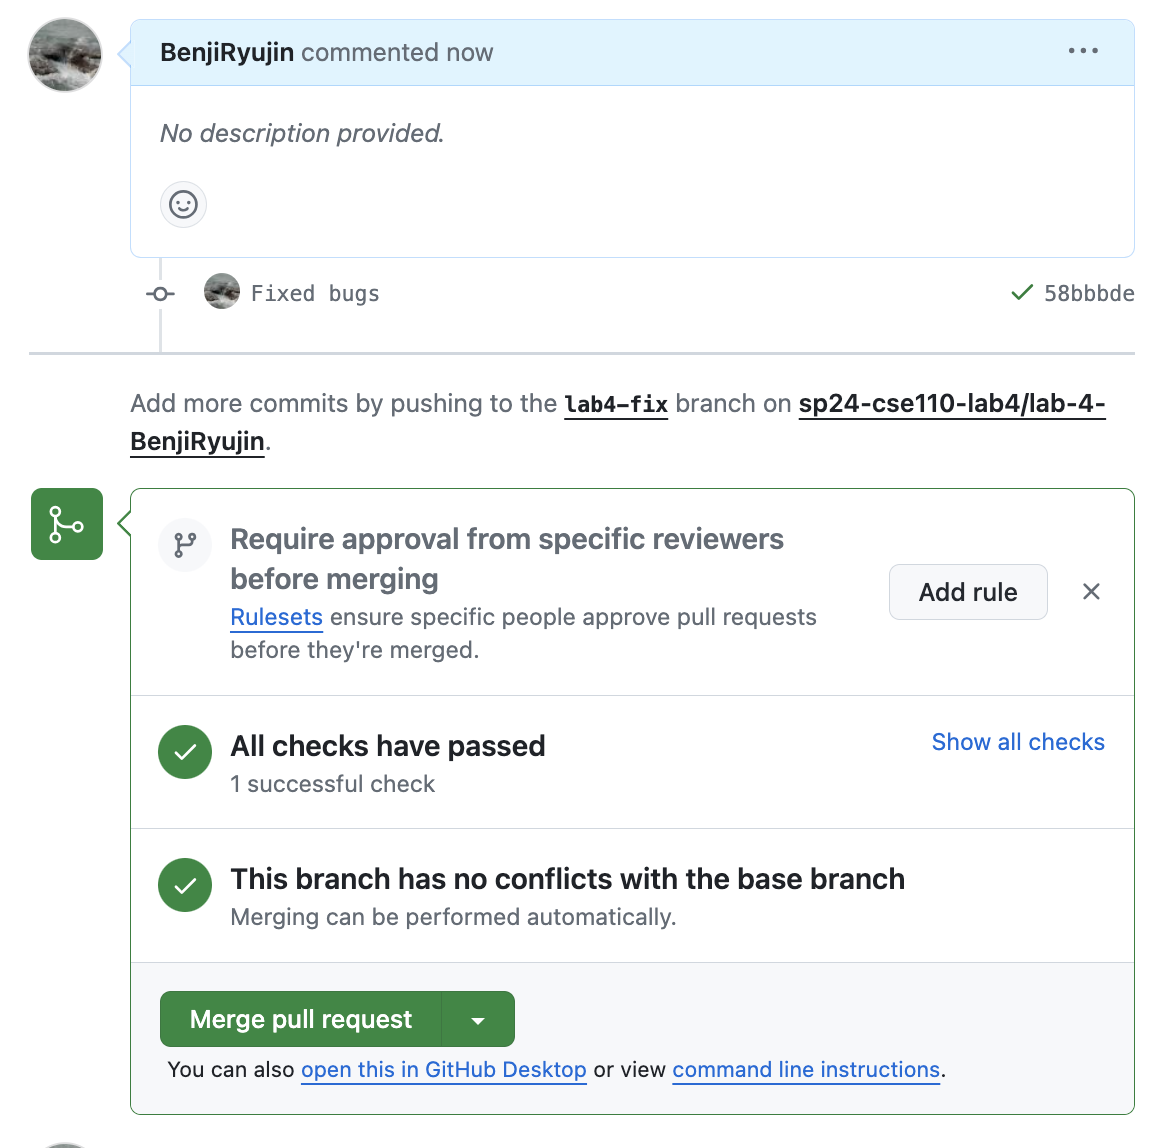 BenjiRyujin commented now
No description provided.
Fixed bugs 58bbbde
Add more commits by pushing to the lab4-fix branch on sp24-cse110-lab4/lab-4-
BenjiRyujin.
Require approval from specific reviewers
before merging
Rulesets ensure specific people approve pull requests
before they're merged.
Add rule
All checks have passed
Show all checks
1 successful check
This branch has no conflicts with the base branch
Merging can be performed automatically.
Merge pull request
You can also open this in GitHub Desktop or view command line instructions.